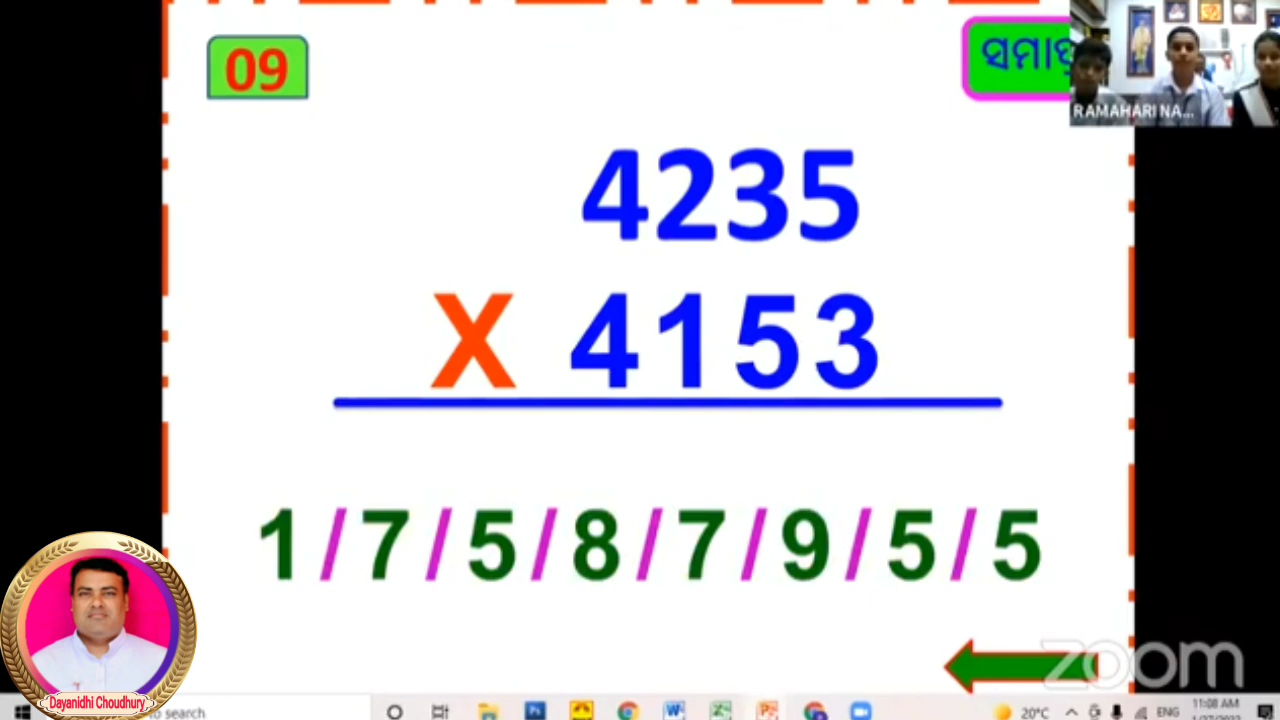 09
4235
X 4153
1/7/5/8/7/9/5/5
RAMAHARI NA...
Dayanidhi Choudhury
zoom
search
20°C
ENG
11:08 AM